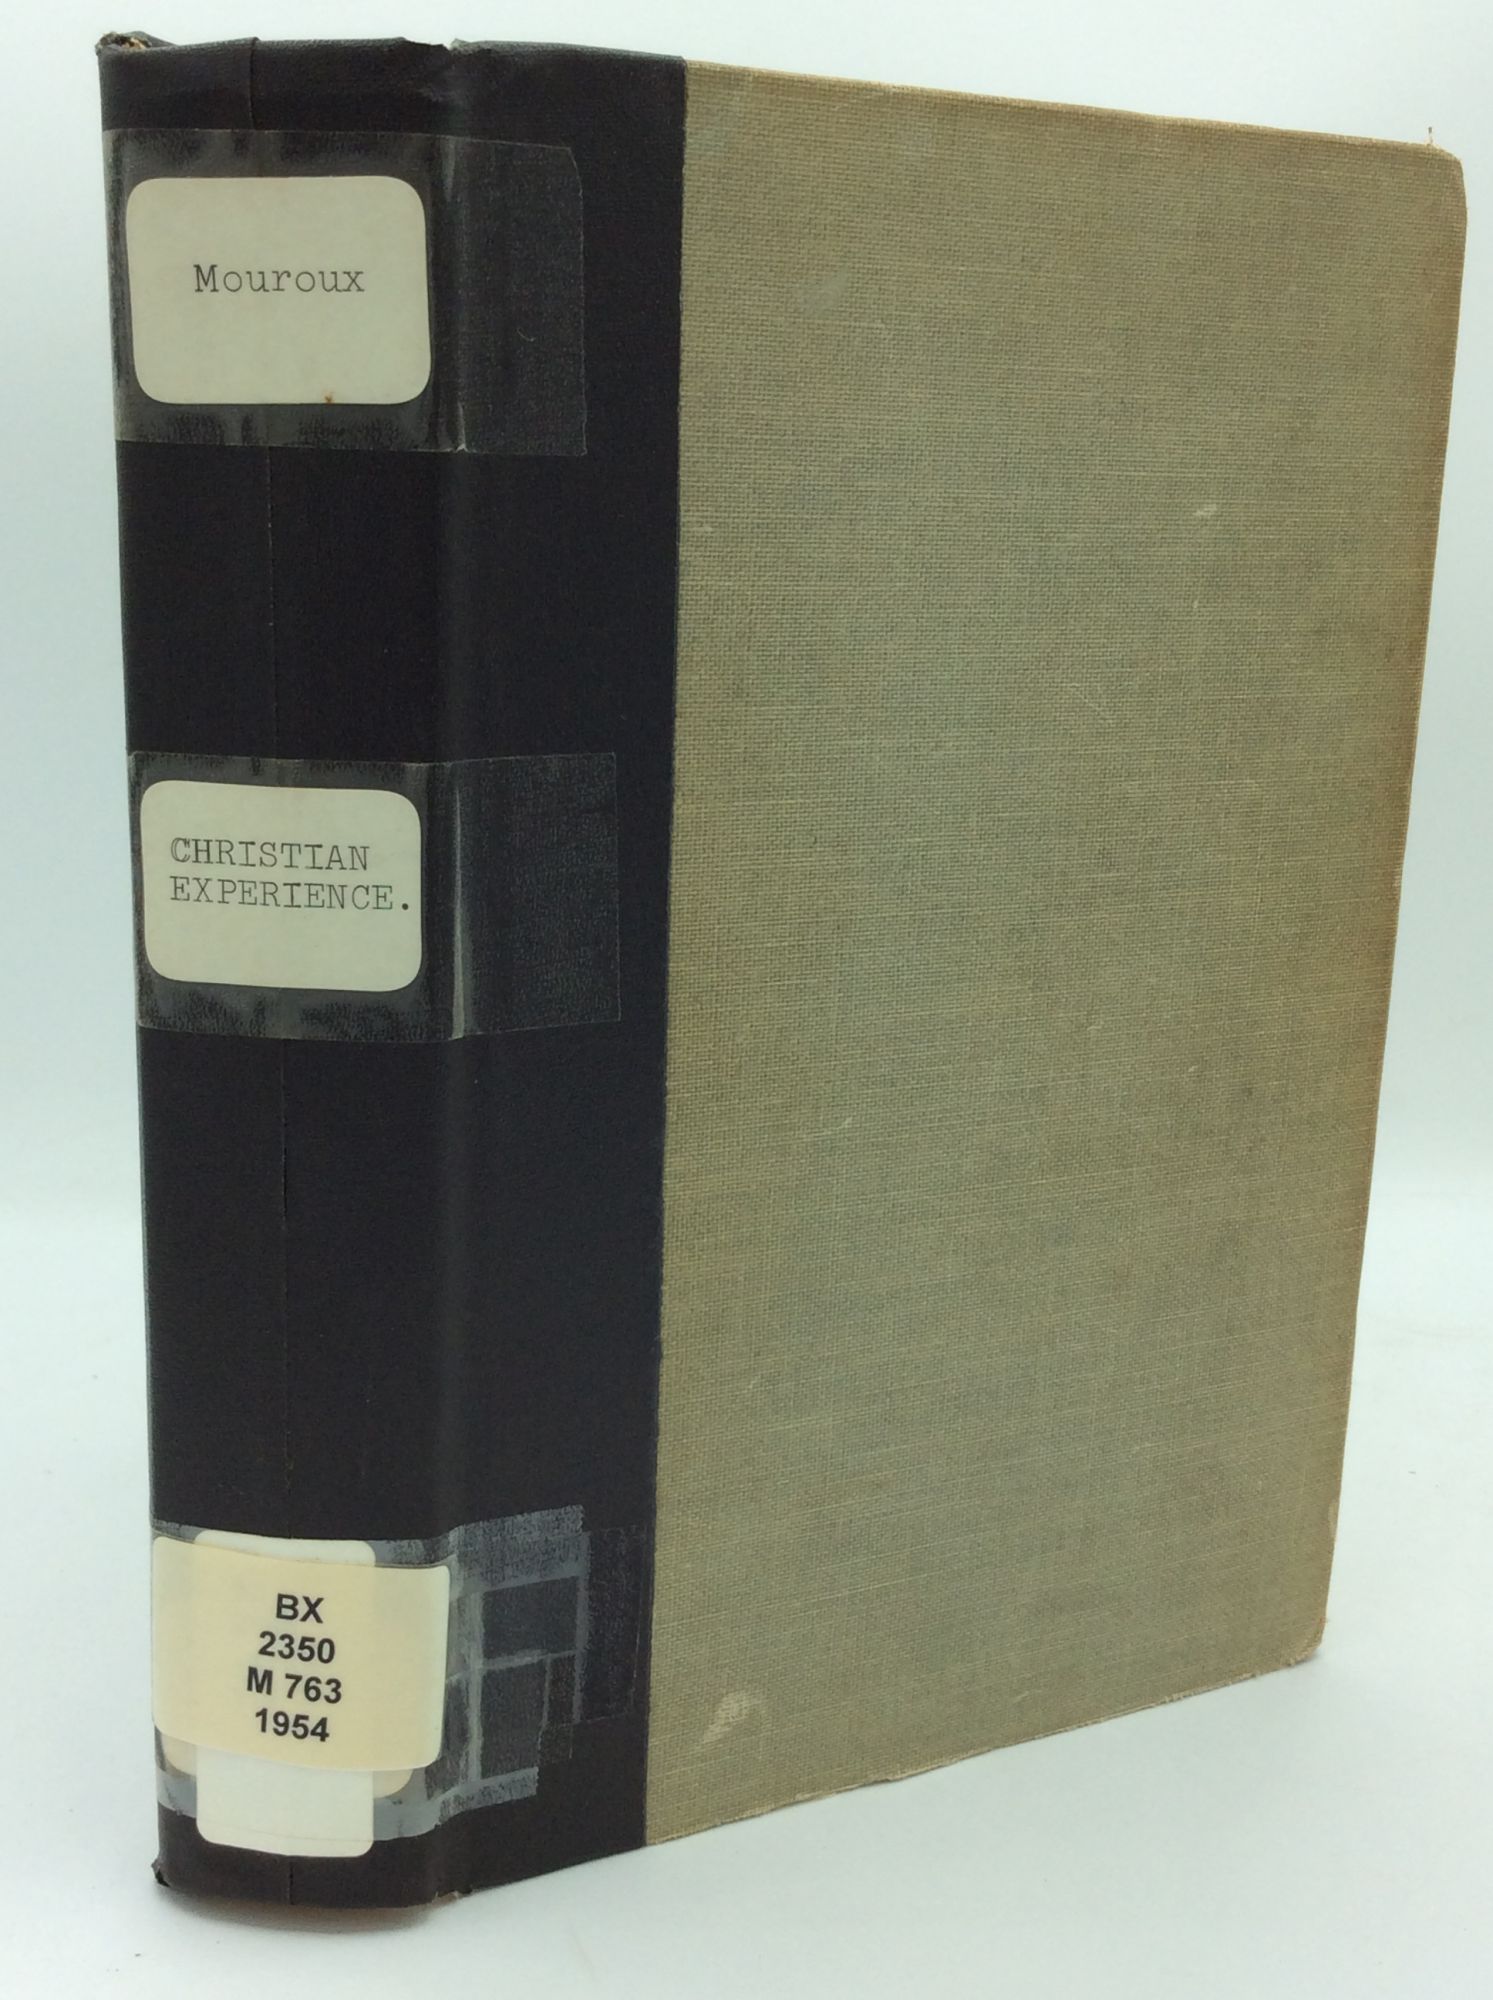 Mouroux
CHRISTIAN
EXPERIENCE.
BX
2350
M 763
1954